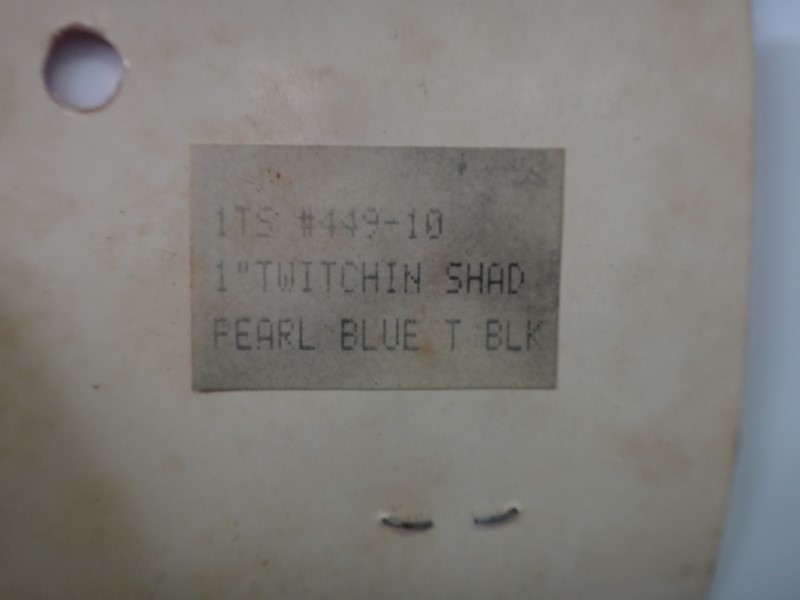 1TS #449-10
1"TWITCHIN SHAD
PEARL BLUE T BLK